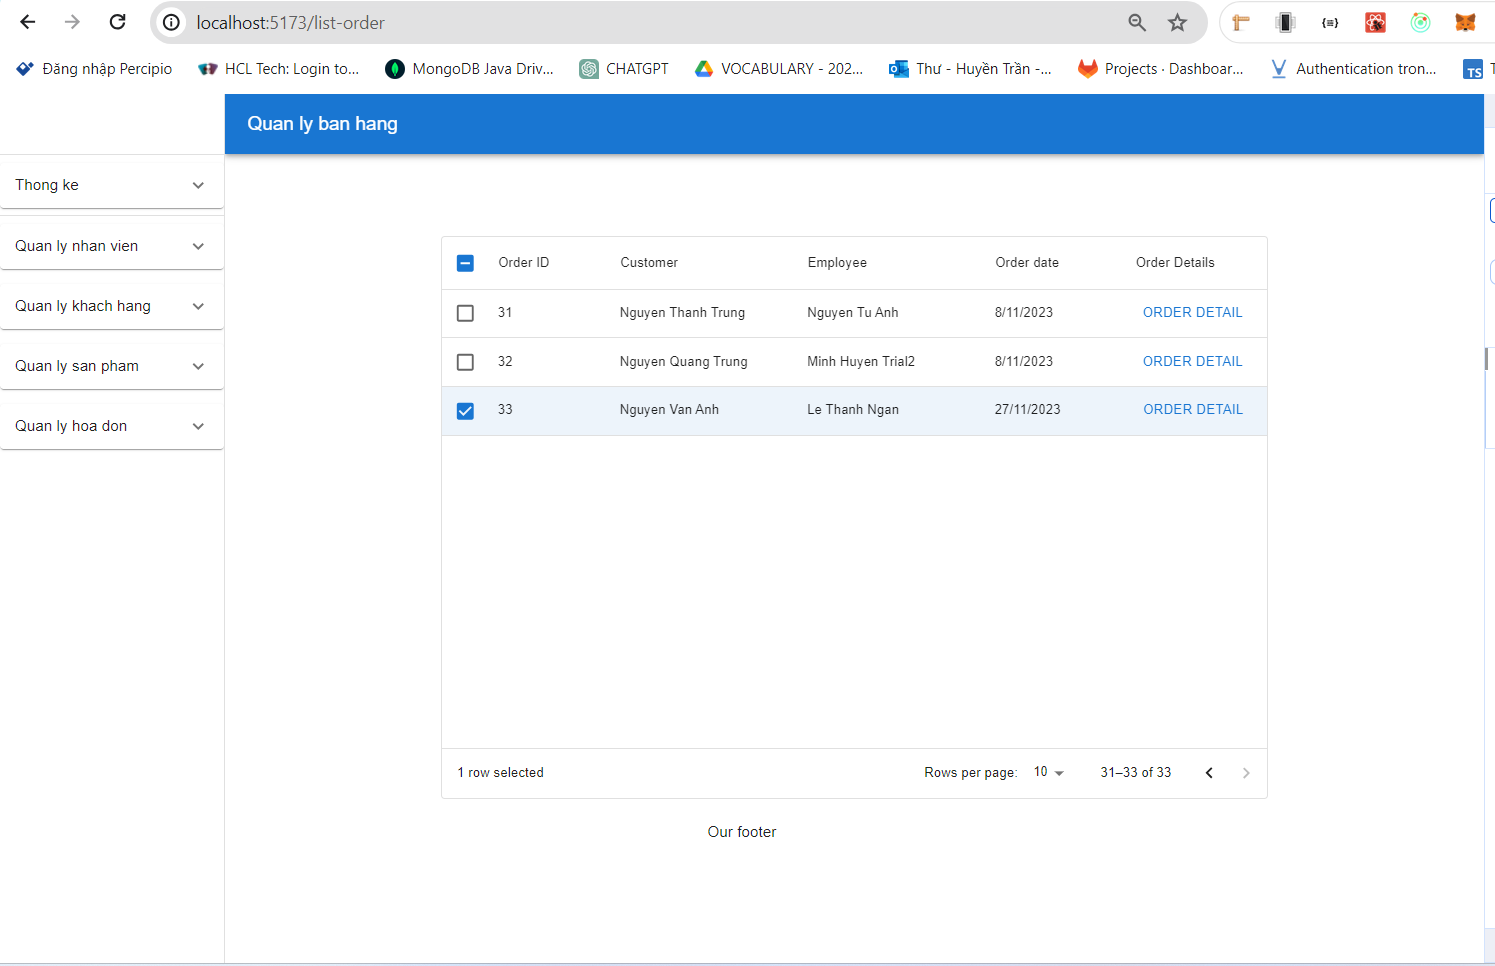 localhost:5173/list-order
Đăng nhập Percipio HCL Tech: Login to... MongoDB Java Driv... CHATGPT VOCABULARY - 202... Thư - Huyền Trần -... Projects · Dashboar... Authentication tron... TS
Quan ly ban hang
Thong ke
Quan ly nhan vien
Quan ly khach hang
Quan ly san pham
Quan ly hoa don
Order ID Customer Employee Order date Order Details
31 Nguyen Thanh Trung Nguyen Tu Anh 8/11/2023 ORDER DETAIL
32 Nguyen Quang Trung Minh Huyen Trial2 8/11/2023 ORDER DETAIL
33 Nguyen Van Anh Le Thanh Ngan 27/11/2023 ORDER DETAIL
1 row selected Rows per page: 10 31–33 of 33
Our footer